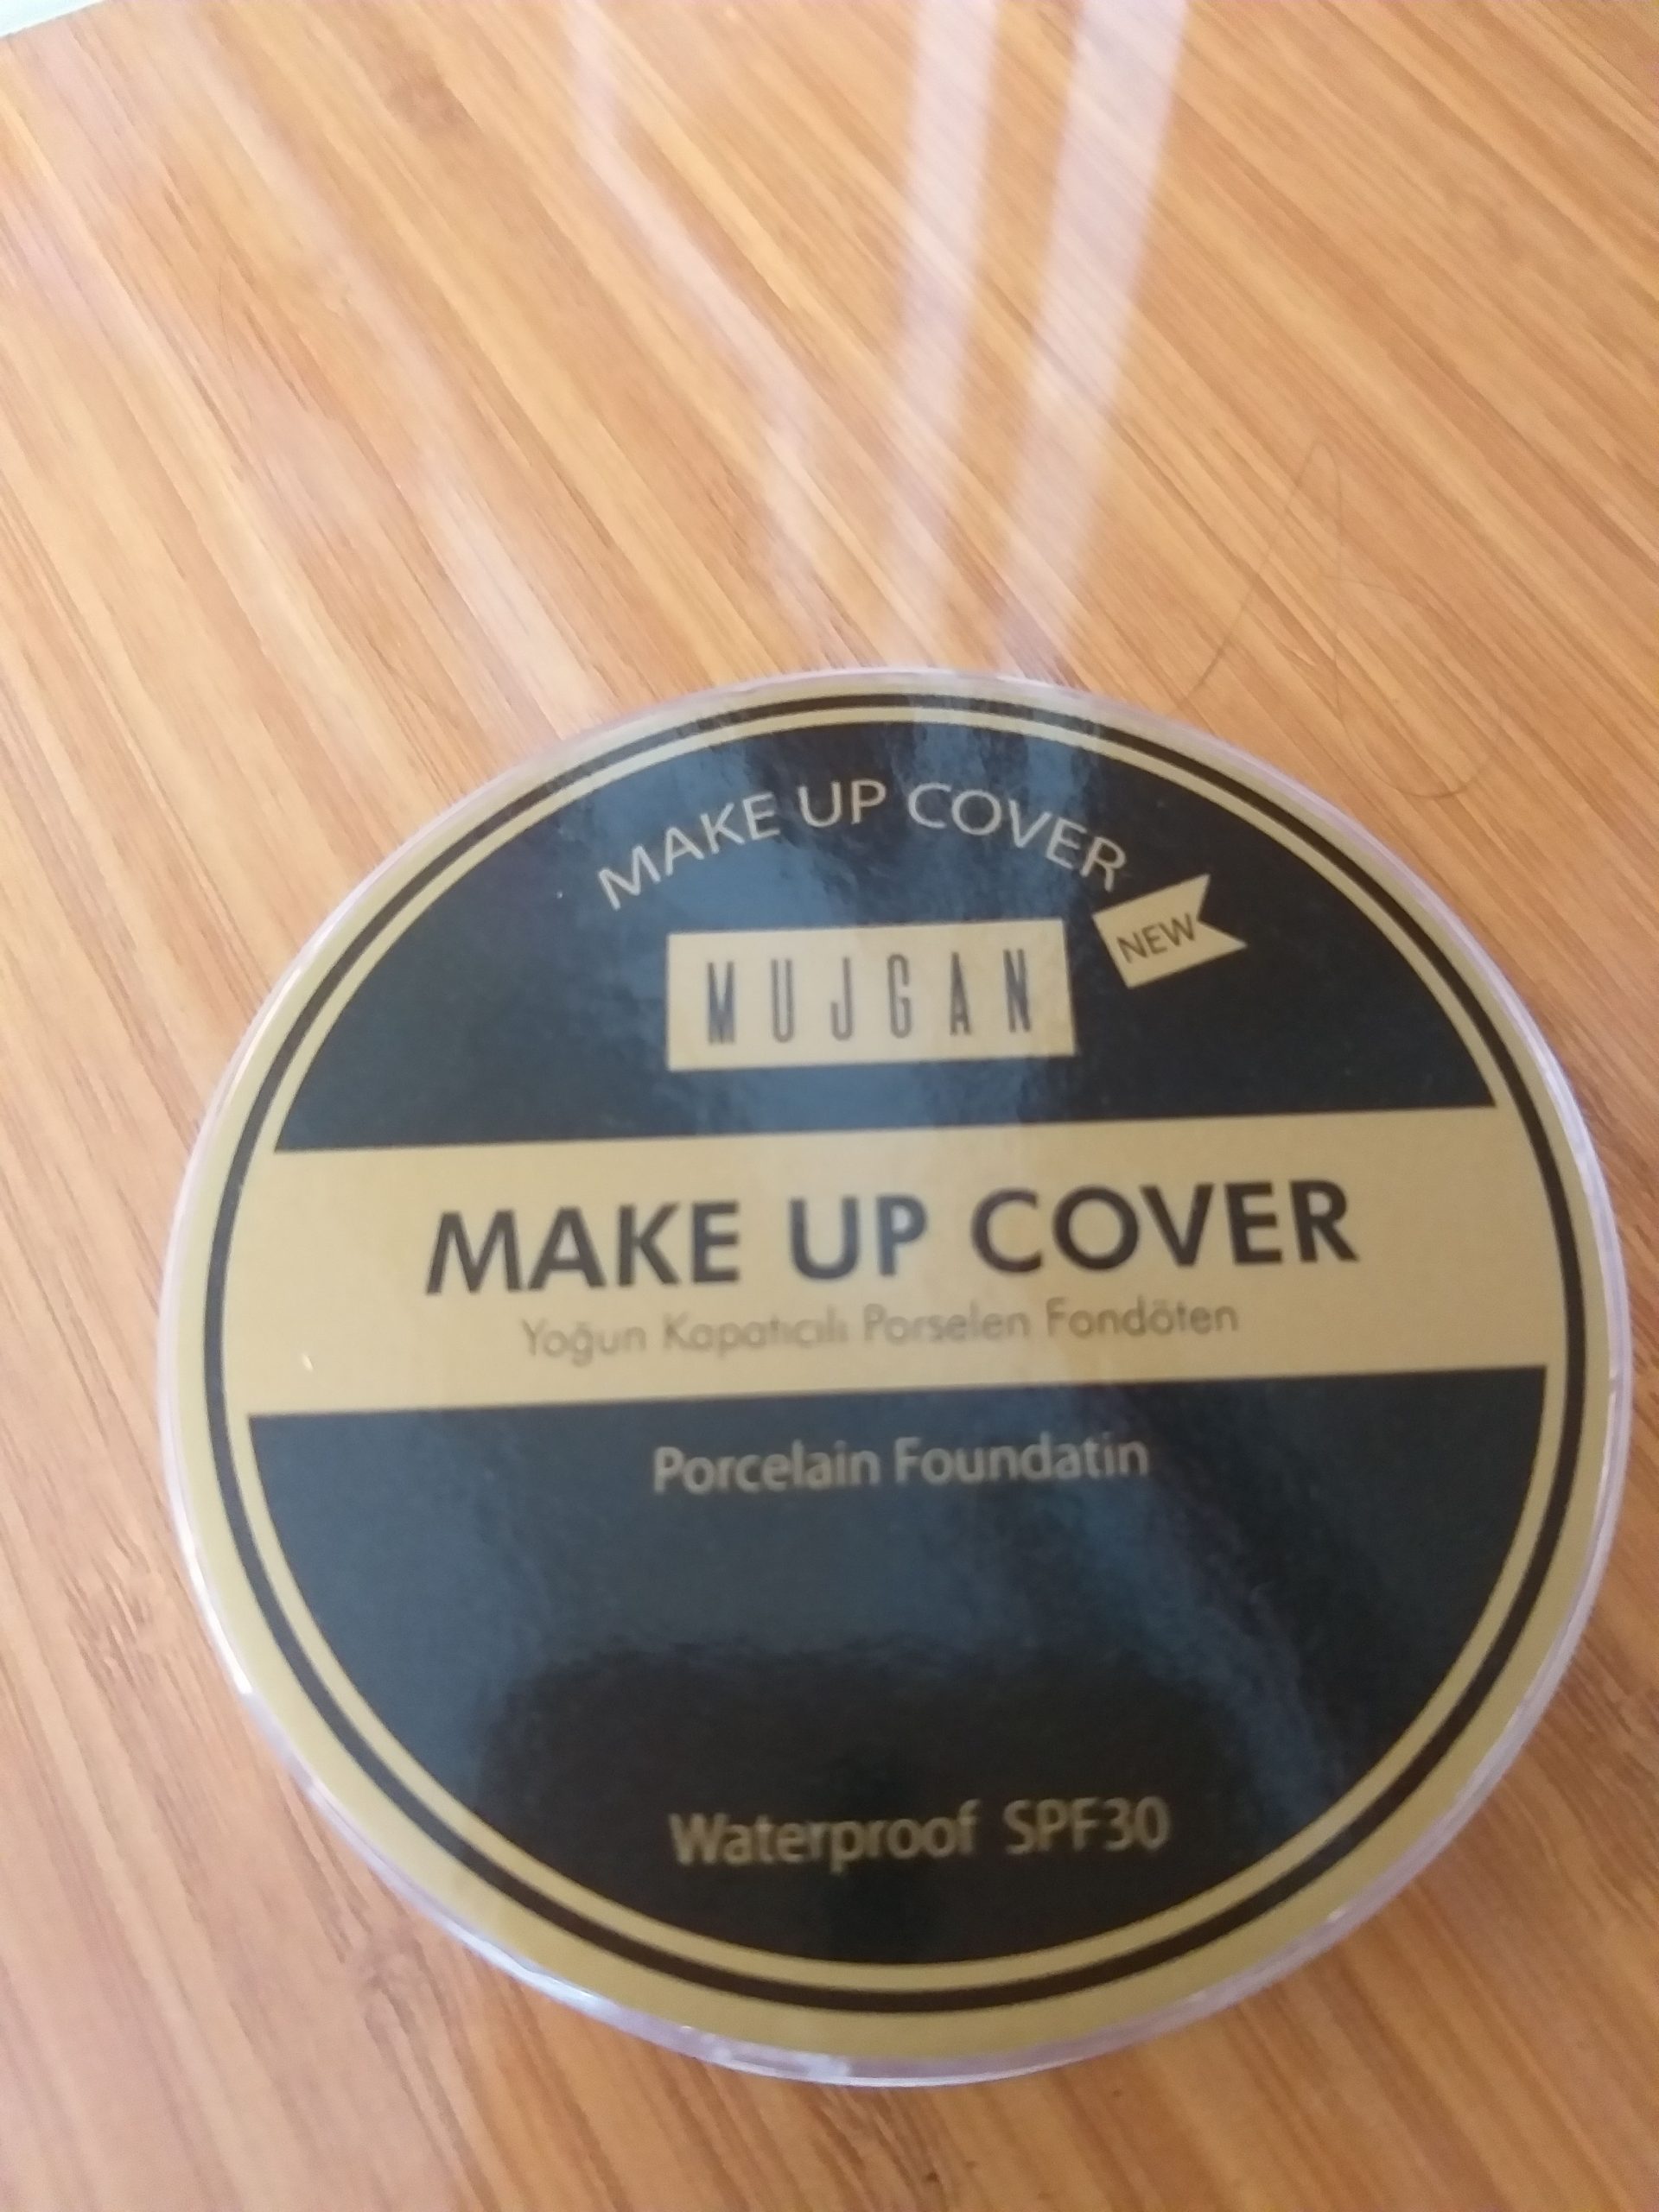 MAKE UP COVER
NEW
MUJGAN
MAKE UP COVER
Yoğun Kapatıcılı Porselen Fondöten
Porcelain Foundatin
Waterproof SPF30